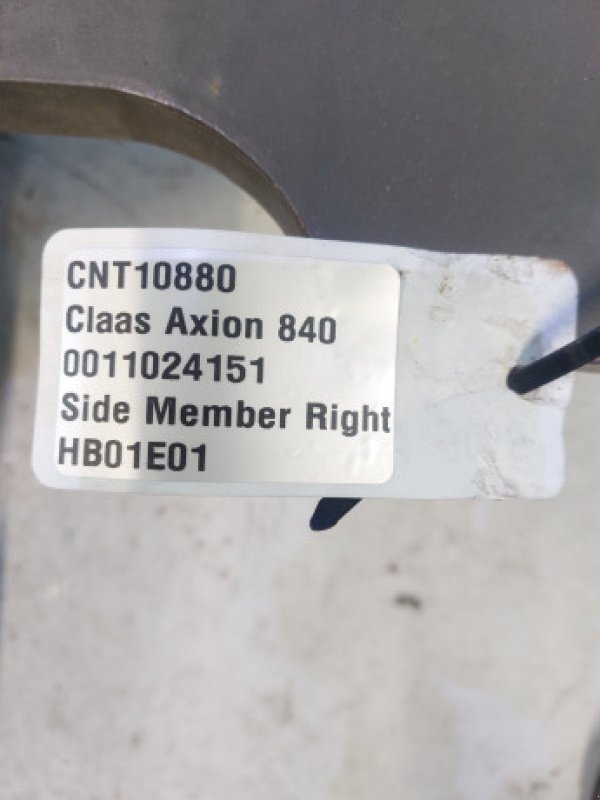 CNT10880
Claas Axion 840
0011024151
Side Member Right
HB01E01